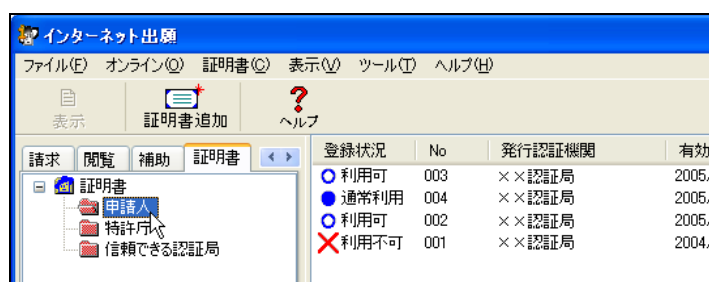 インターネット出願
ファイル(F) オンライン(O) 証明書(C) 表示(V) ツール(T) ヘルプ(H)
表示 証明書追加 ヘルプ
請求 閲覧 補助 証明書
登録状況 No 発行認証機関 有効
証明書
申請人
特許庁
信頼できる認証局
利用可 003 ××認証局 2005.
通常利用 004 ××認証局 2005.
利用可 002 ××認証局 2005.
利用不可 001 ××認証局 2004.